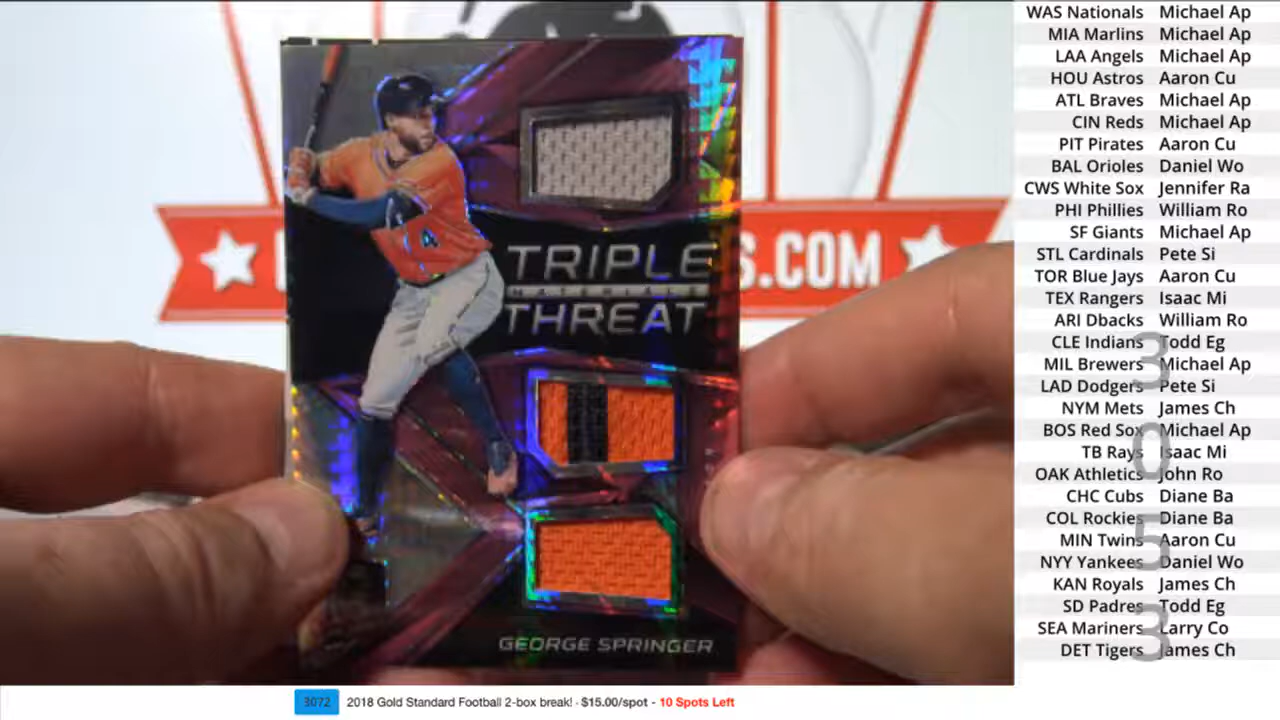 S.COM
4
TRIPLE
MATERIALS
THREAT
GEORGE SPRINGER
WAS Nationals Michael Ap
MIA Marlins Michael Ap
LAA Angels Michael Ap
HOU Astros Aaron Cu
ATL Braves Michael Ap
CIN Reds Michael Ap
PIT Pirates Aaron Cu
BAL Orioles Daniel Wo
CWS White Sox Jennifer Ra
PHI Phillies William Ro
SF Giants Michael Ap
STL Cardinals Pete Si
TOR Blue Jays Aaron Cu
TEX Rangers Isaac Mi
ARI Dbacks William Ro
CLE Indians Todd Eg
MIL Brewers Michael Ap
LAD Dodgers Pete Si
NYM Mets James Ch
BOS Red Sox Michael Ap
TB Rays Isaac Mi
OAK Athletics John Ro
CHC Cubs Diane Ba
COL Rockies Diane Ba
MIN Twins Aaron Cu
NYY Yankees Daniel Wo
KAN Royals James Ch
SD Padres Todd Eg
SEA Mariners Larry Co
DET Tigers James Ch
3053
3072 2018 Gold Standard Football 2-box break! - $15.00/spot - 10 Spots Left